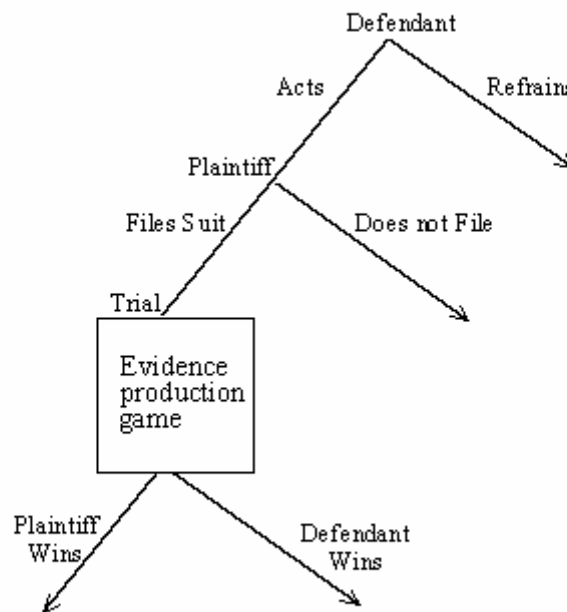 Defendant
Acts
Refrains
Plaintiff
Files Suit
Does not File
Trial
Evidence
production
game
Plaintiff
Wins
Defendant
Wins